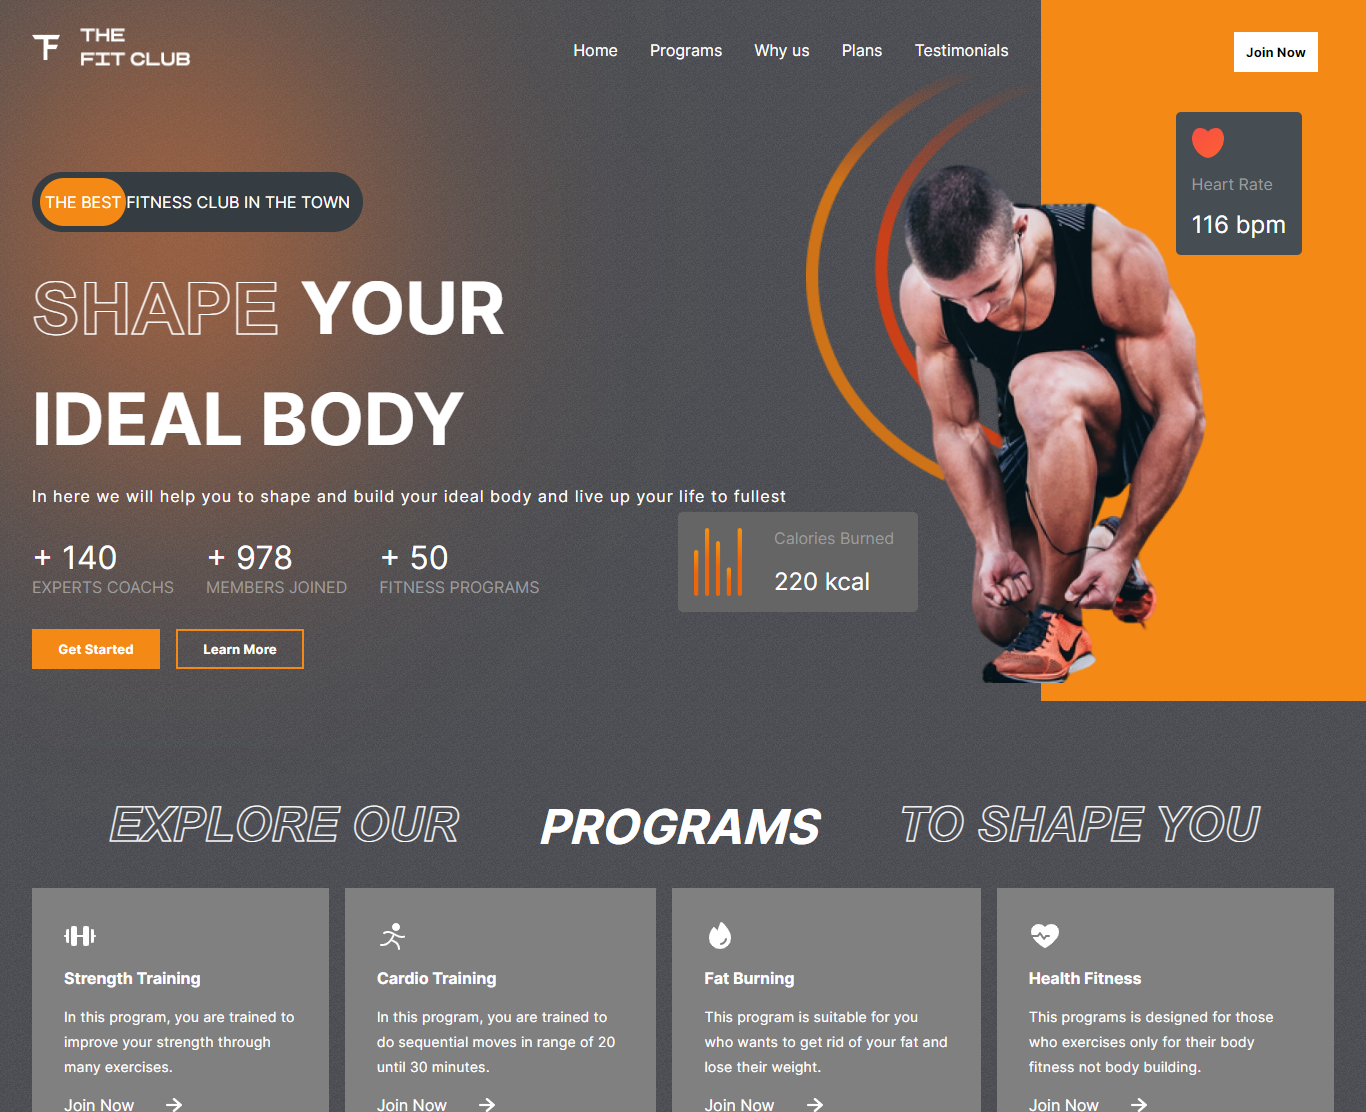 THE
FIT CLUB
Home Programs Why us Plans Testimonials
Join Now
Heart Rate
116 bpm
THE BEST FITNESS CLUB IN THE TOWN
SHAPE YOUR
IDEAL BODY
In here we will help you to shape and build your ideal body and live up your life to fullest
+ 140
EXPERTS COACHS
+ 978
MEMBERS JOINED
+ 50
FITNESS PROGRAMS
Calories Burned
220 kcal
Get Started
Learn More
EXPLORE OUR PROGRAMS TO SHAPE YOU
Strength Training
In this program, you are trained to
improve your strength through
many exercises.
Join Now
Cardio Training
In this program, you are trained to
do sequential moves in range of 20
until 30 minutes.
Join Now
Fat Burning
This program is suitable for you
who wants to get rid of your fat and
lose their weight.
Join Now
Health Fitness
This programs is designed for those
who exercises only for their body
fitness not body building.
Join Now